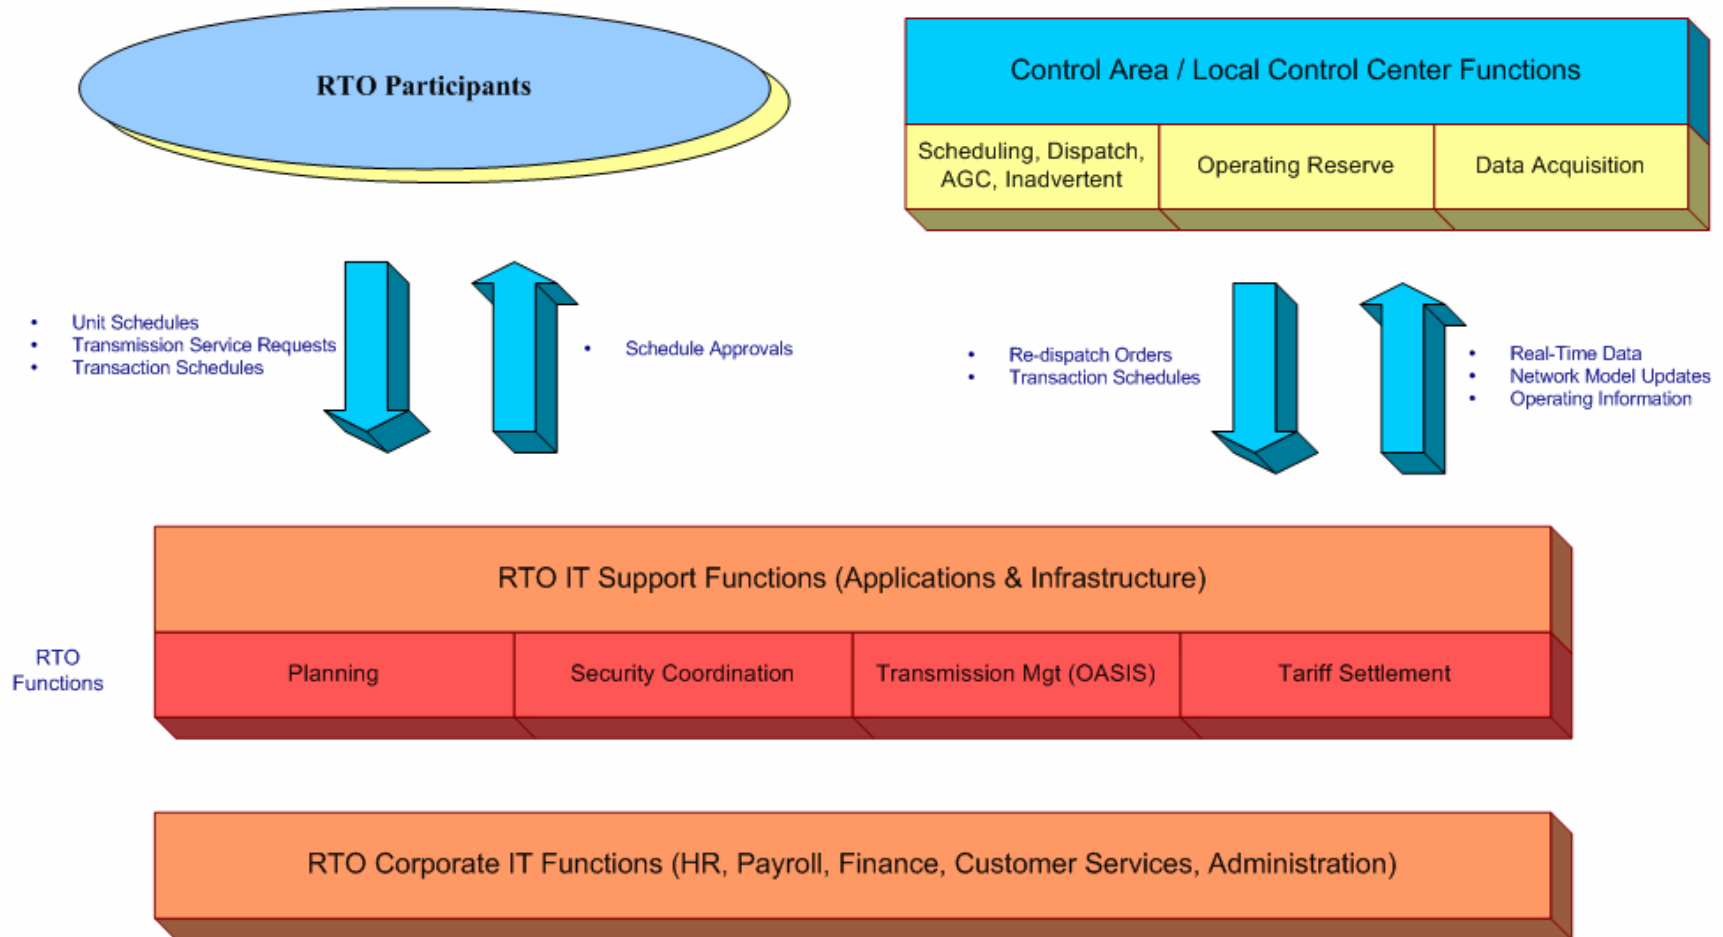 RTO Participants
Control Area / Local Control Center Functions
Scheduling, Dispatch,
AGC, Inadvertent
Operating Reserve
Data Acquisition
• Unit Schedules
• Transmission Service Requests
• Transaction Schedules
• Schedule Approvals
• Re-dispatch Orders
• Transaction Schedules
• Real-Time Data
• Network Model Updates
• Operating Information
RTO IT Support Functions (Applications & Infrastructure)
RTO
Functions
Planning
Security Coordination
Transmission Mgt (OASIS)
Tariff Settlement
RTO Corporate IT Functions (HR, Payroll, Finance, Customer Services, Administration)